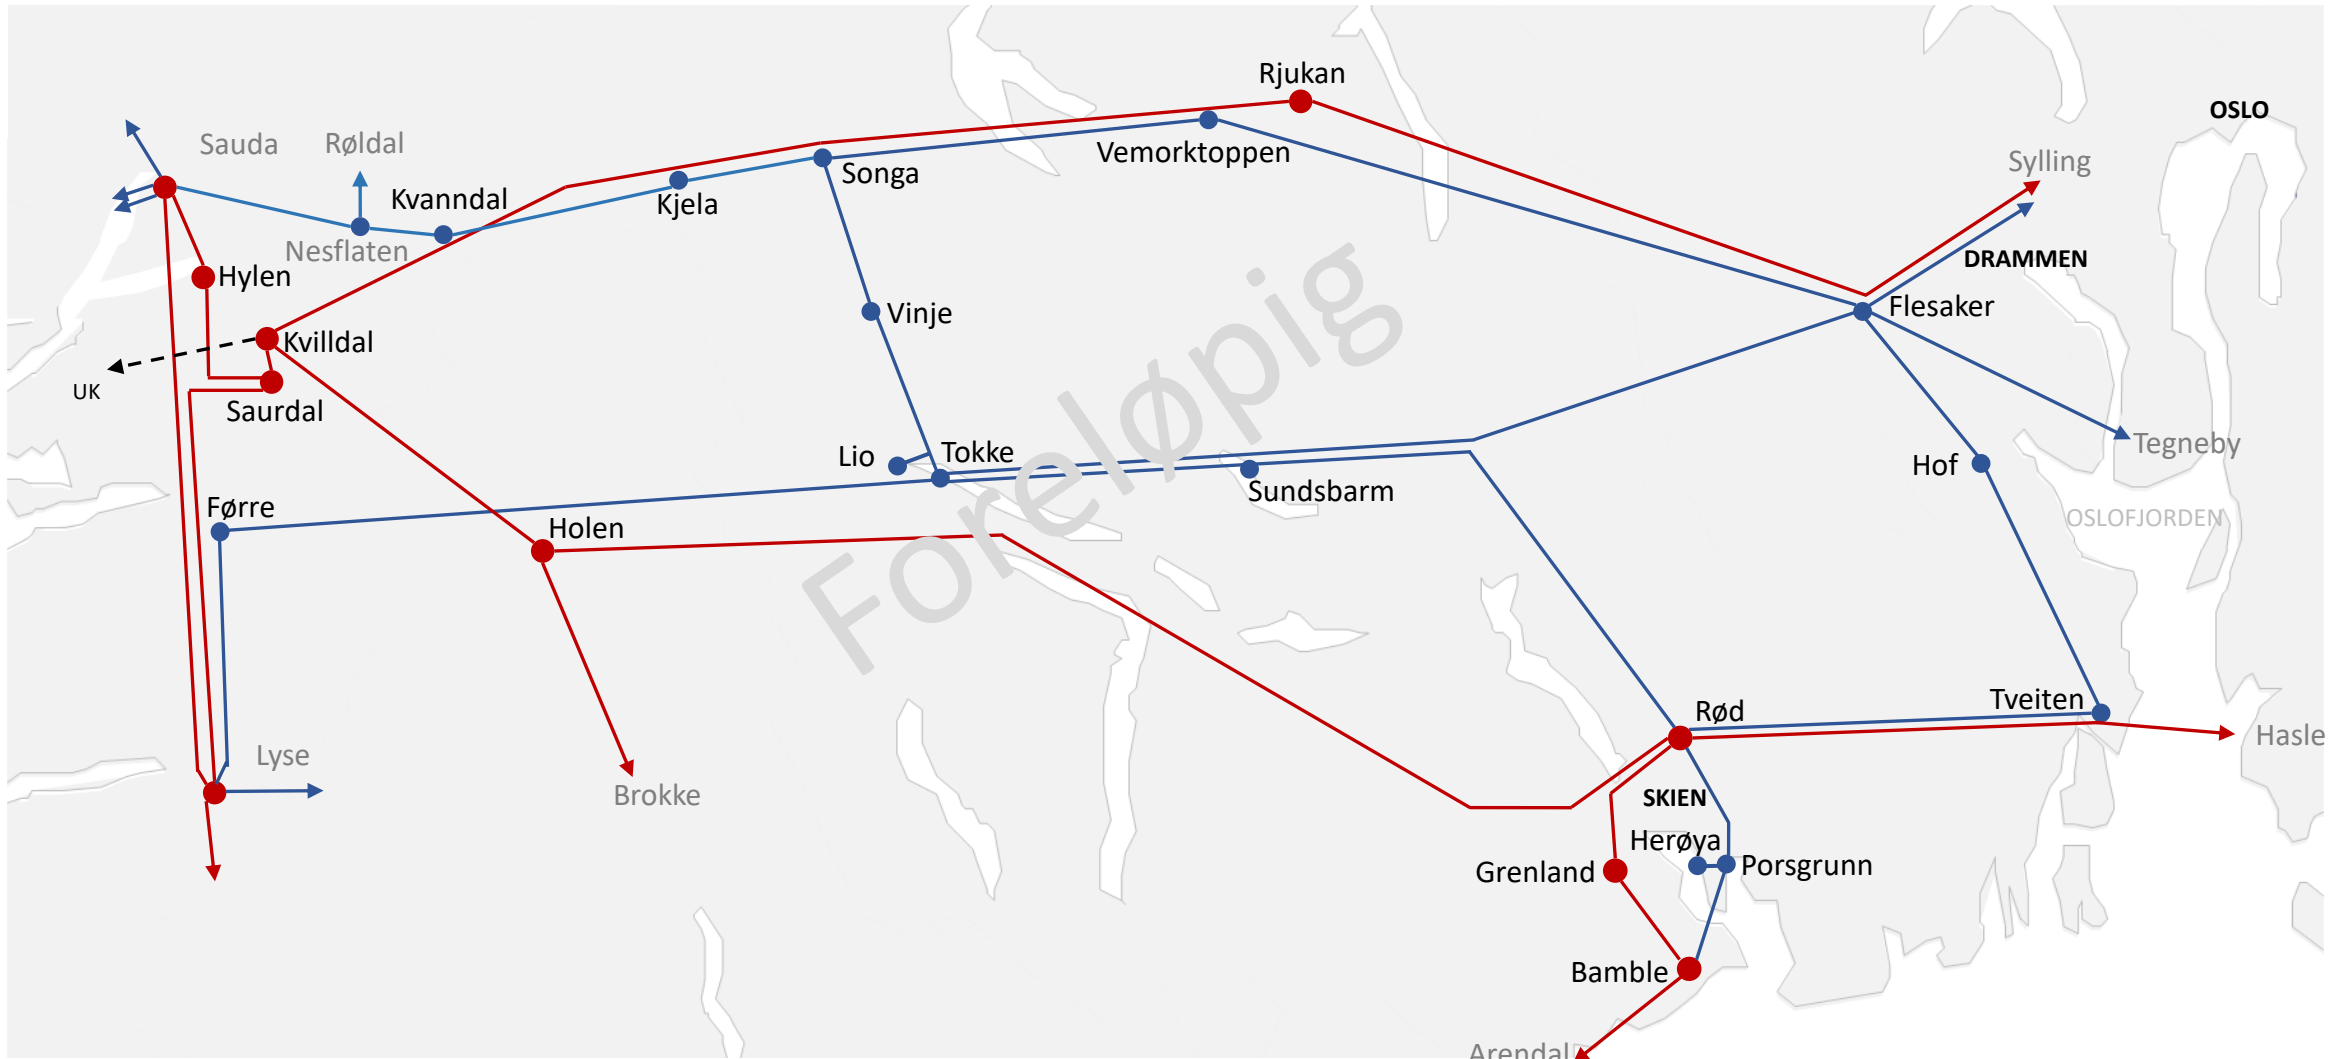 Rjukan
OSLO
Sauda
Røldal
Vemorktoppen
Sylling
Songa
Kvanndal
Kjela
Nesflaten
DRAMMEN
Hylen
Flesaker
Vinje
Kvilldal
UK
Saurdal
Foreløpig
Tegneby
Lio
Tokke
Hof
Sundsbarm
Førre
Holen
OSLOFJORDEN
Tveiten
Rød
Hasle
Lyse
Brokke
SKIEN
Herøya
Grenland
Porsgrunn
Bamble
Arendal